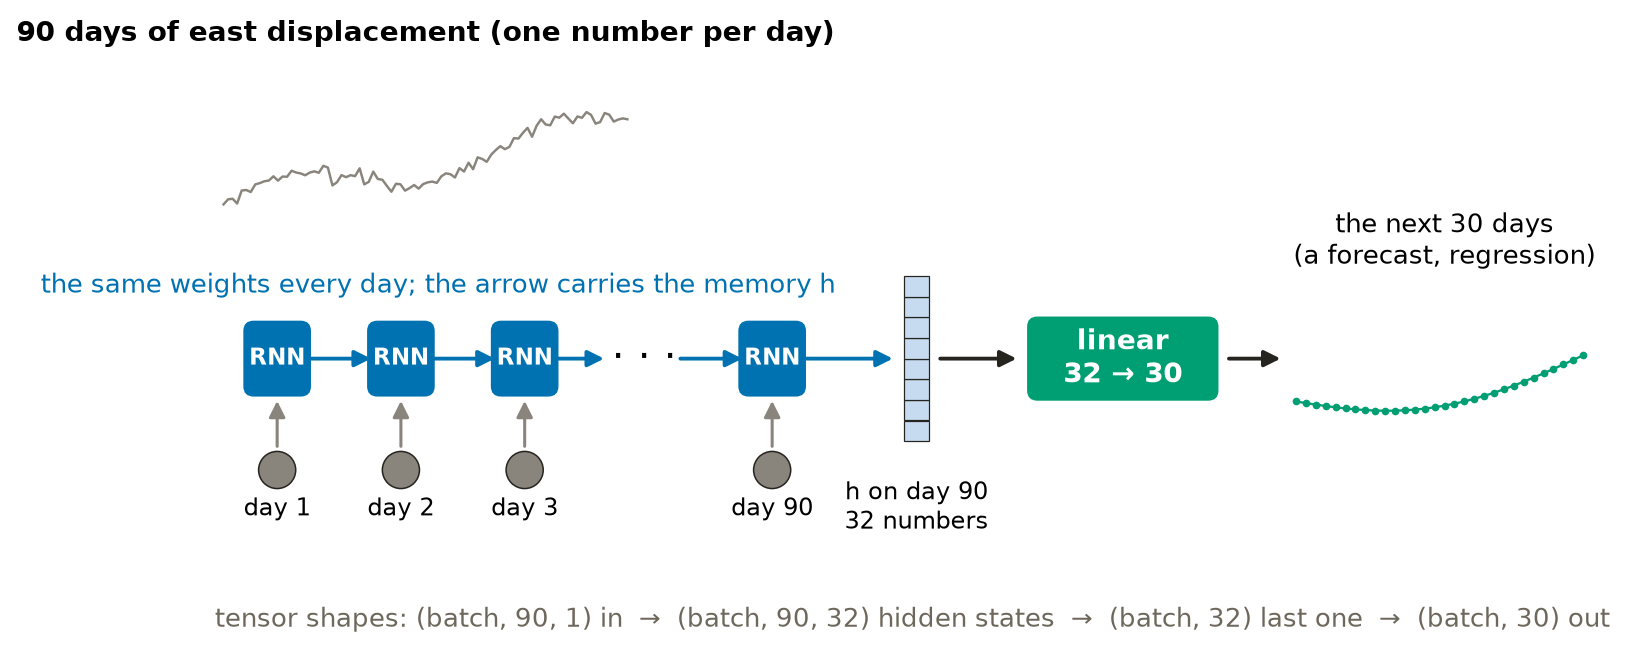 90 days of east displacement (one number per day)
the next 30 days
(a forecast, regression)
the same weights every day; the arrow carries the memory h
RNN RNN RNN · · · RNN
linear
32 → 30
day 1 day 2 day 3 day 90
h on day 90
32 numbers
tensor shapes: (batch, 90, 1) in → (batch, 90, 32) hidden states → (batch, 32) last one → (batch, 30) out